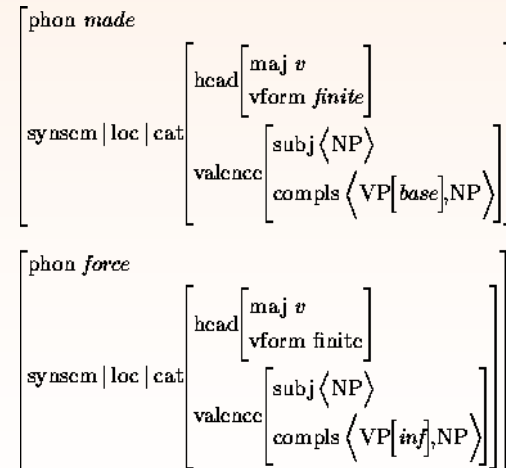 phon made
head maj v
vform finite
synsem | loc | cat
valence subj ⟨NP⟩
compls ⟨VP[base],NP⟩
phon force
head maj v
vform finite
synsem | loc | cat
valence subj ⟨NP⟩
compls ⟨VP[inf],NP⟩